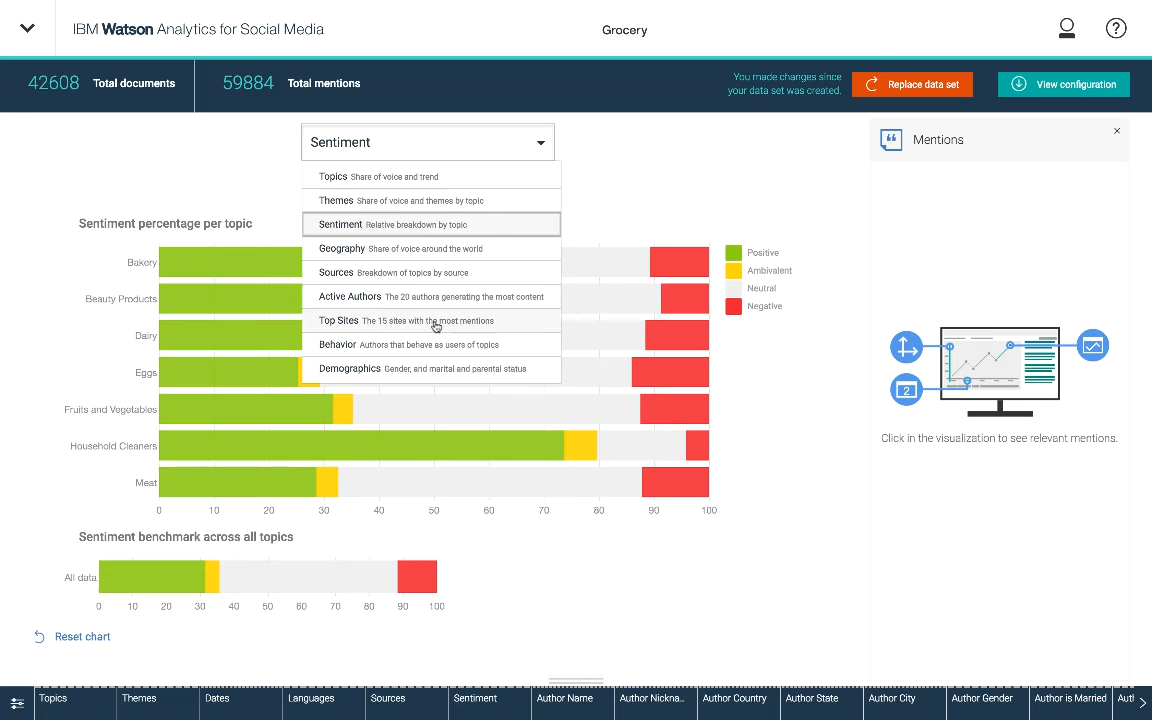 IBM Watson Analytics for Social Media
Grocery
?
42608 Total documents
59884 Total mentions
You made changes since
your data set was created.
Replace data set
View configuration
Sentiment
Topics Share of voice and trend
Themes Share of voice and themes by topic
Sentiment Relative breakdown by topic
Geography Share of voice around the world
Sources Breakdown of topics by source
Active Authors The 20 authors generating the most content
Top Sites The 15 sites with the most mentions
Behavior Authors that behave as users of topics
Demographics Gender, and marital and parental status
Sentiment percentage per topic
Bakery
Beauty Products
Dairy
Eggs
Fruits and Vegetables
Household Cleaners
Meat
0 10 20 30 40 50 60 70 80 90 100
Positive
Ambivalent
Neutral
Negative
Sentiment benchmark across all topics
All data
0 10 20 30 40 50 60 70 80 90 100
Reset chart
Mentions
×
2
Click in the visualization to see relevant mentions.
Topics Themes Dates Languages Sources Sentiment Author Name Author Nickna... Author Country Author State Author City Author Gender Author is Married Aut